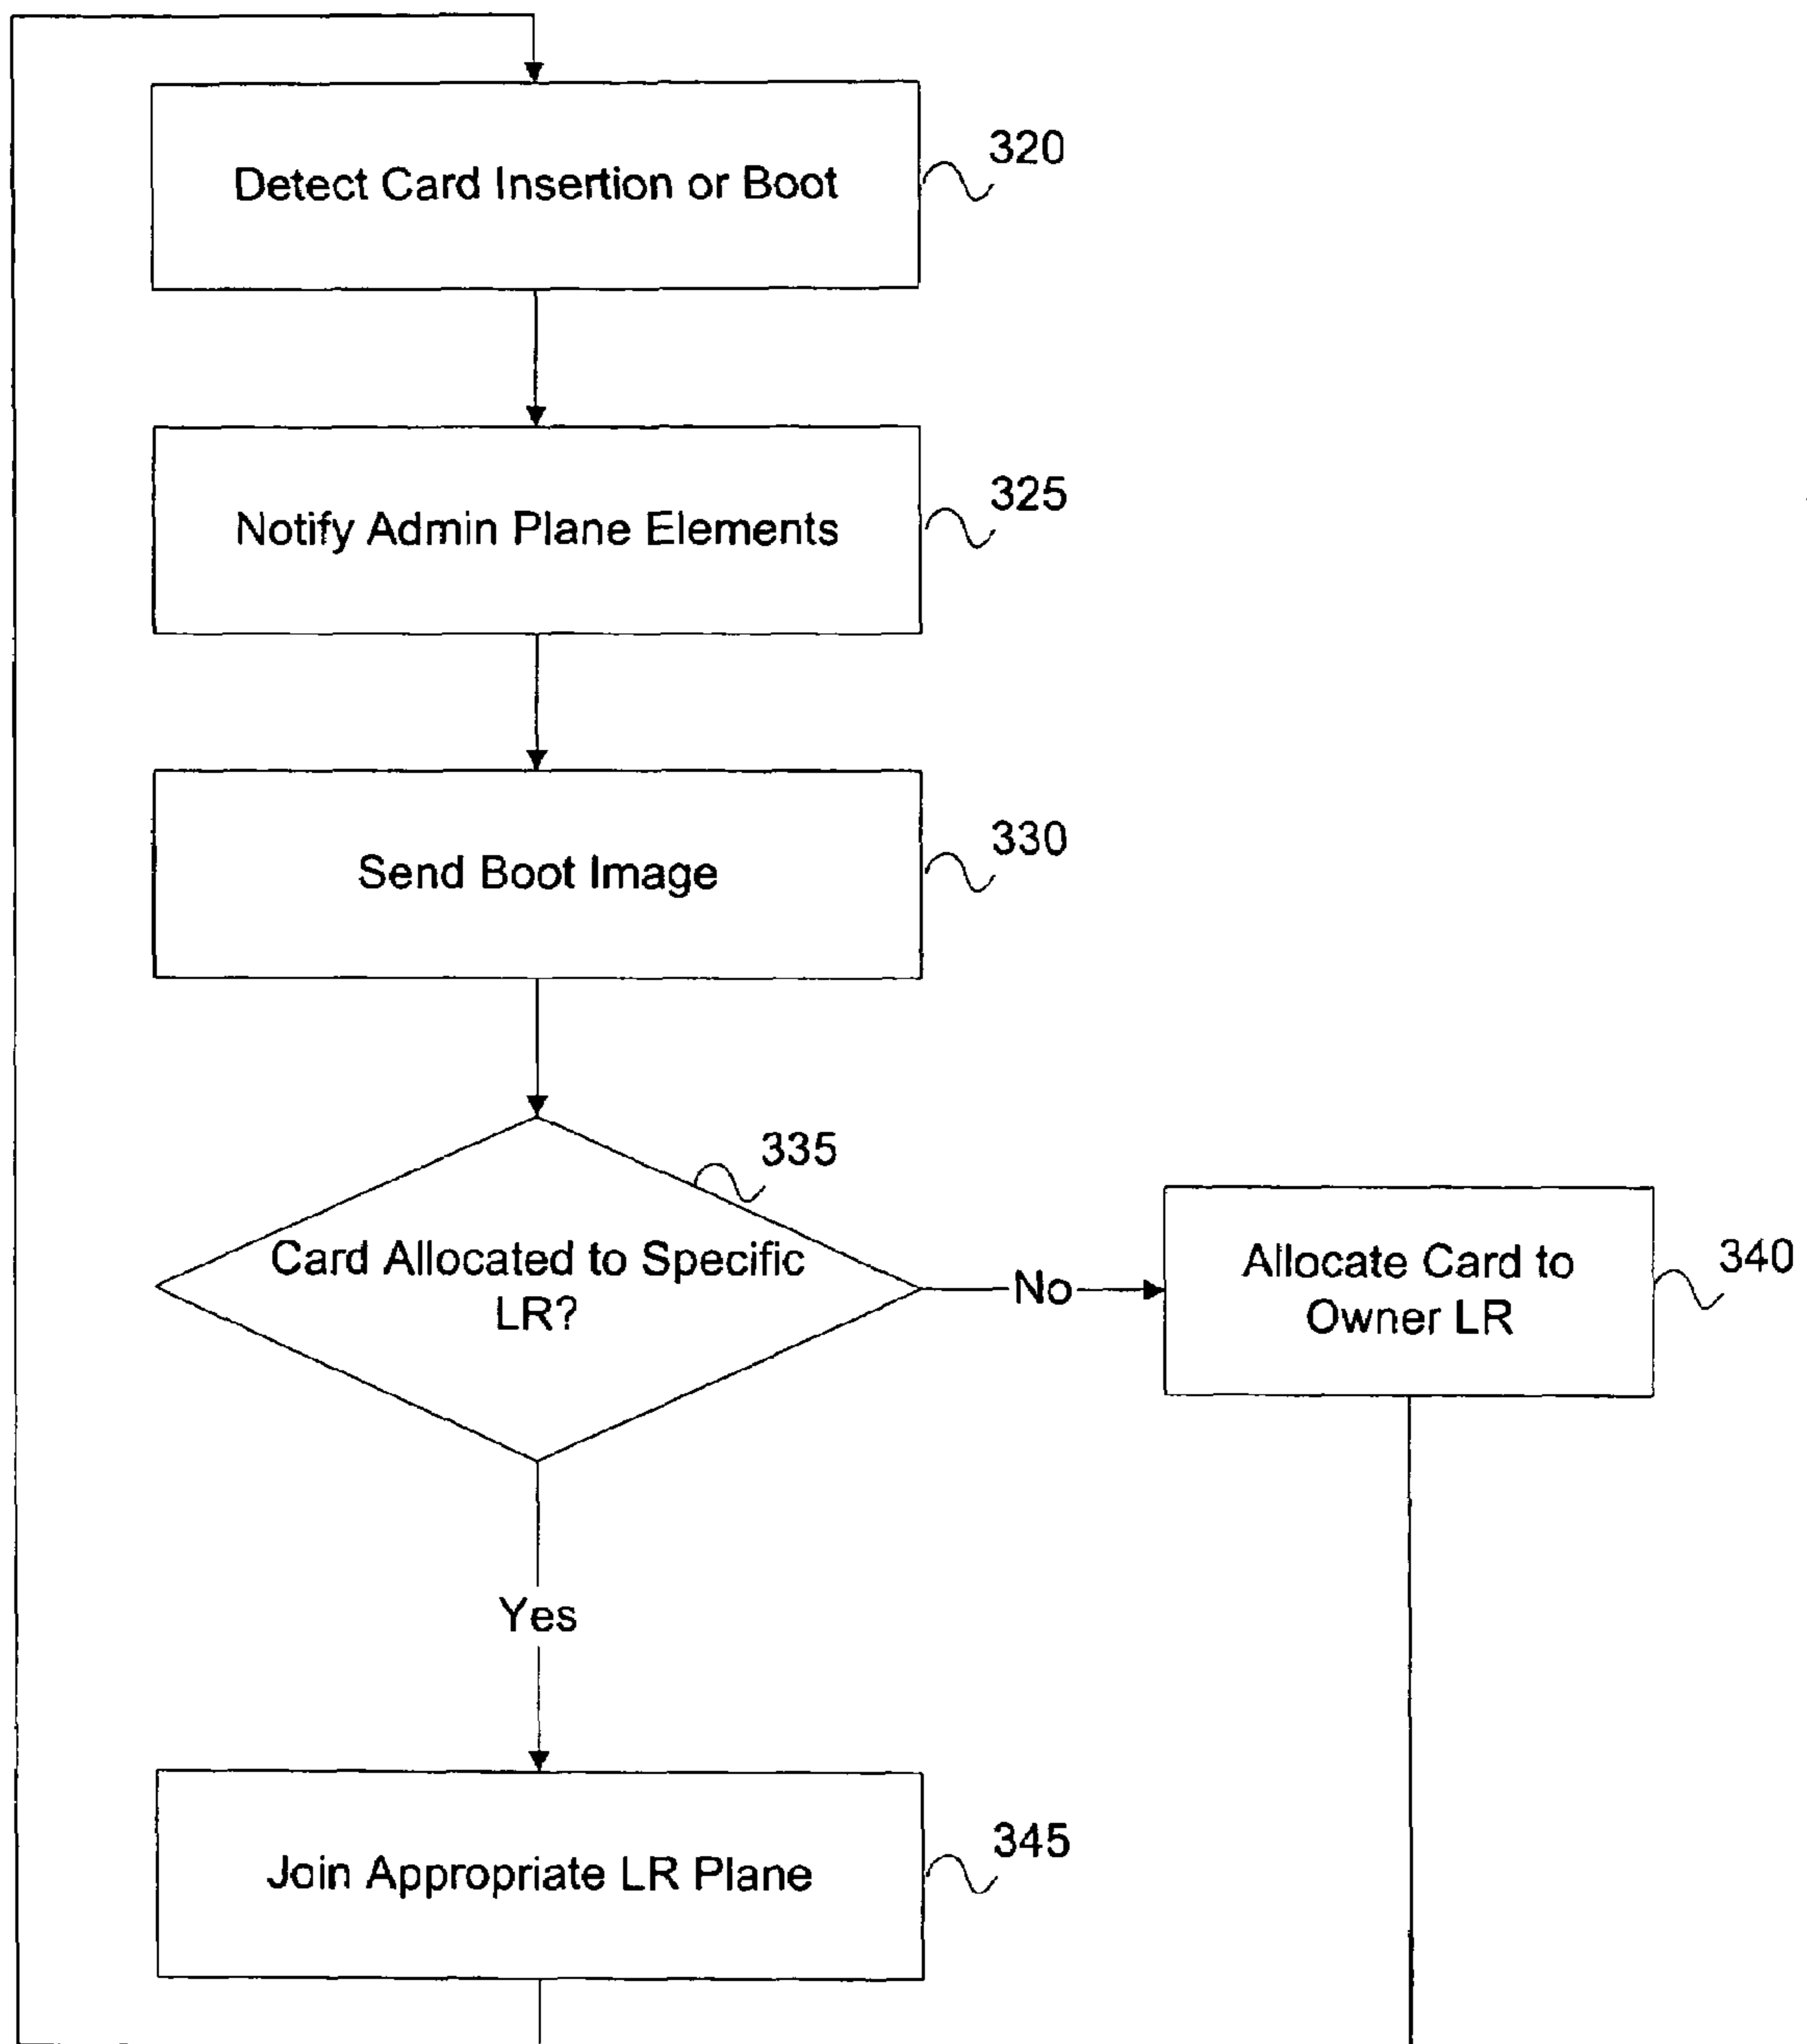 Detect Card Insertion or Boot
320
Notify Admin Plane Elements
325
Send Boot Image
330
335
Card Allocated to Specific
LR?
No
Allocate Card to
Owner LR
340
Yes
Join Appropriate LR Plane
345